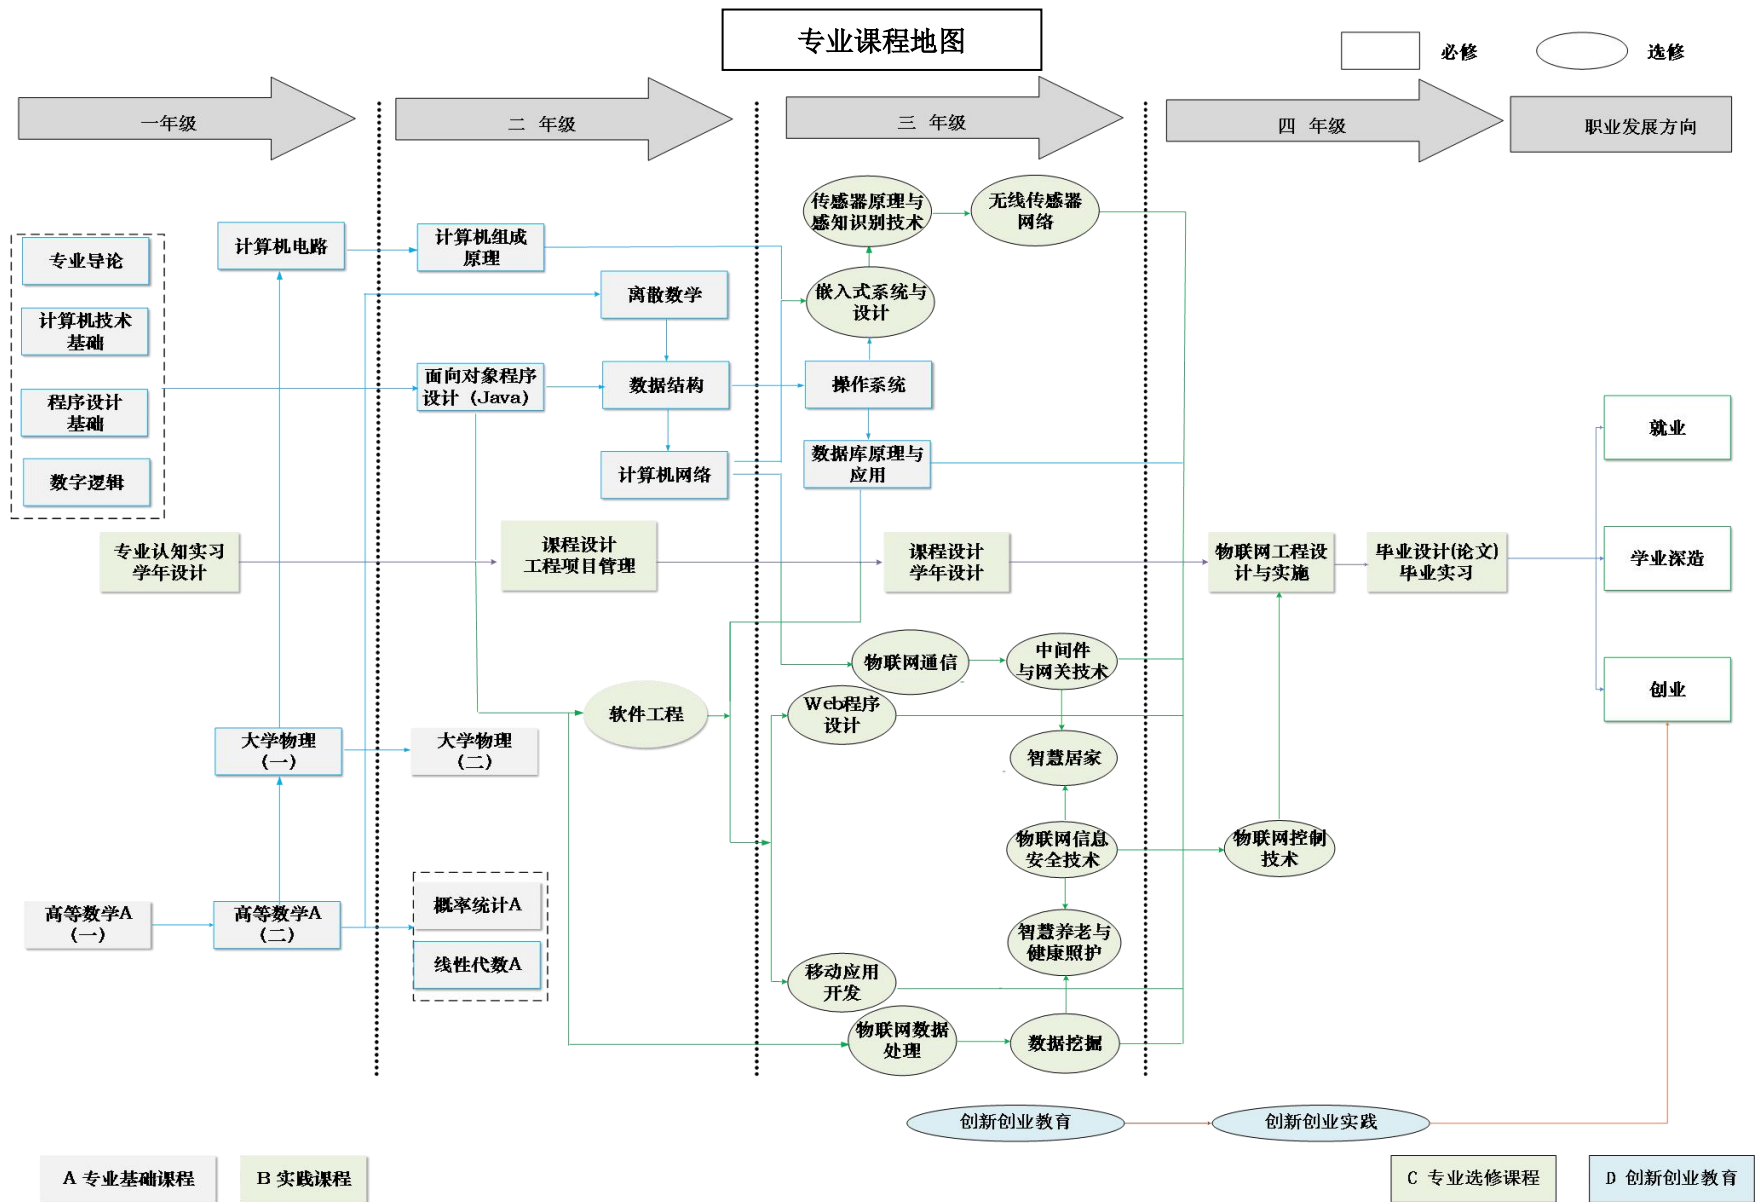 专业课程地图
必修
选修
一年级
二 年级
三 年级
四 年级
职业发展方向
专业导论
计算机技术
基础
程序设计
基础
数字逻辑
计算机电路
专业认知实习
学年设计
大学物理
(一)
高等数学A
(一)
高等数学A
(二)
计算机组成
原理
离散数学
面向对象程序
设计（Java）
数据结构
计算机网络
课程设计
工程项目管理
软件工程
大学物理
(二)
概率统计A
线性代数A
传感器原理与
感知识别技术
无线传感器
网络
嵌入式系统与
设计
操作系统
数据库原理与
应用
课程设计
学年设计
物联网通信
中间件
与网关技术
Web程序
设计
智慧居家
物联网信息
安全技术
智慧养老与
健康照护
移动应用
开发
物联网数据
处理
数据挖掘
物联网工程设
计与实施
毕业设计(论文)
毕业实习
物联网控制
技术
就业
学业深造
创业
创新创业教育
创新创业实践
A 专业基础课程
B 实践课程
C 专业选修课程
D 创新创业教育